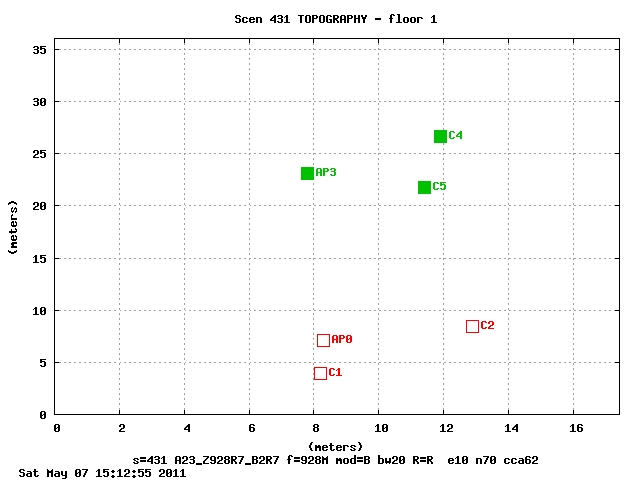 Scen 431 TOPOGRAPHY - floor 1
35
30
C4
25
AP3
C5
20
(meters)
15
10
C2
AP0
5
C1
0
0 2 4 6 8 10 12 14 16
(meters)
s=431 A23_Z928R7_B2R7 f=928M mod=B bw20 R=R e10 n70 cca62
Sat May 07 15:12:55 2011